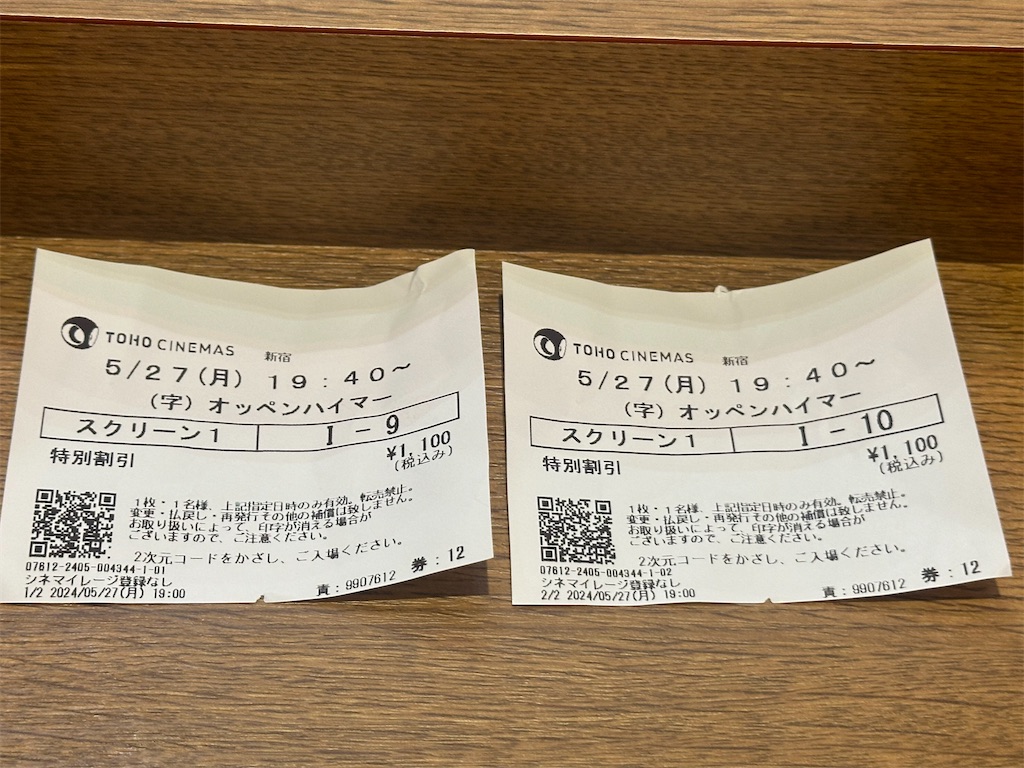 TOHO CINEMAS 新宿
5/27(月) 19:40~
(字) オッペンハイマー
スクリーン1 I-9
特別割引 ¥1,100
(税込み)
1枚・1名様、上記指定日時のみ有効。転売禁止。
変更・払戻し・再発行その他の補償は致しません。
お取り扱いによって、印字が消える場合が
ございますので、ご注意ください。
2次元コードをかざし、ご入場ください。
07612-2405-004344-1-01
シネマイレージ登録なし 券:12
1/2 2024/05/27(月) 19:00 責:9907612
TOHO CINEMAS 新宿
5/27(月) 19:40~
(字) オッペンハイマー
スクリーン1 I-10
特別割引 ¥1,100
(税込み)
1枚・1名様、上記指定日時のみ有効。転売禁止。
変更・払戻し・再発行その他の補償は致しません。
お取り扱いによって、印字が消える場合が
ございますので、ご注意ください。
2次元コードをかざし、ご入場ください。
07612-2405-004344-1-02
シネマイレージ登録なし 券:12
2/2 2024/05/27(月) 19:00 責:9907612